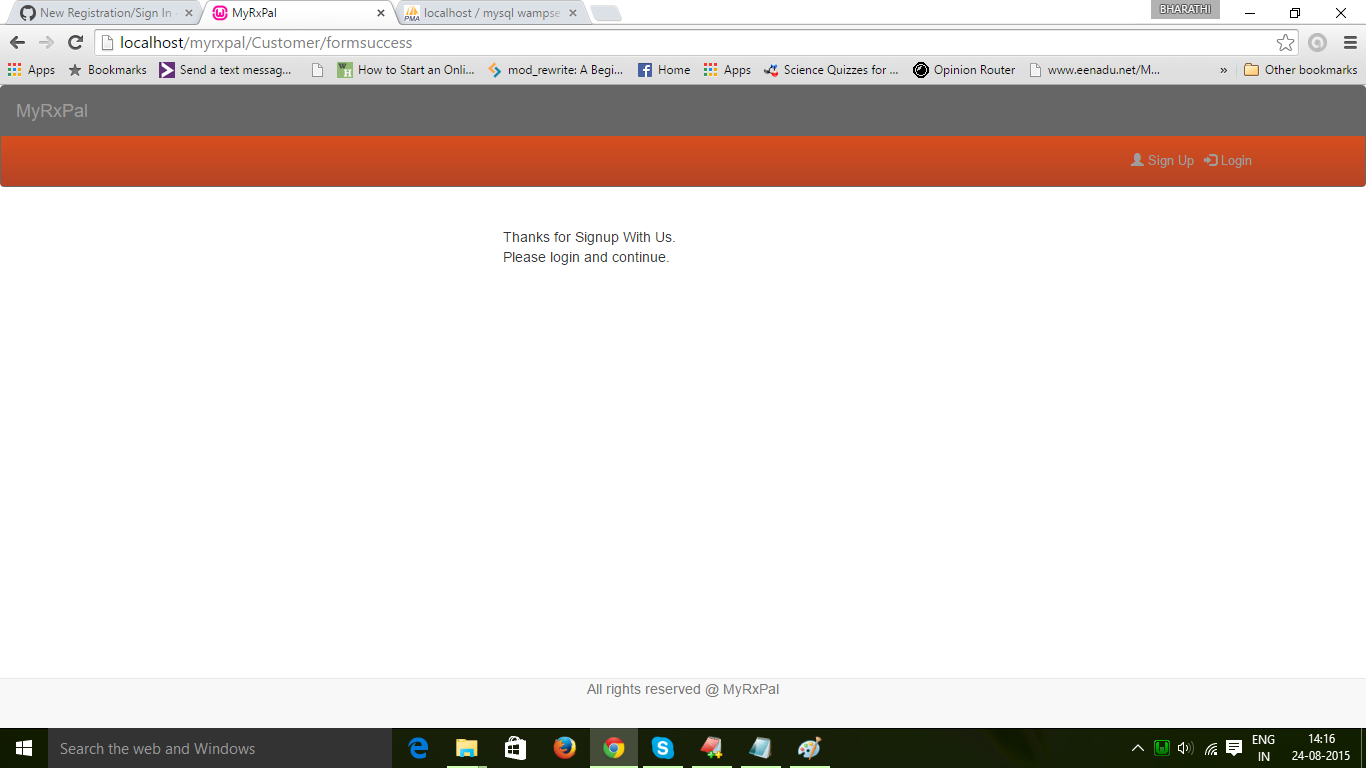 New Registration/Sign In
MyRxPal
localhost / mysql wampse
BHARATHI
localhost/myrxpal/Customer/formsuccess
Apps
Bookmarks
Send a text messag...
How to Start an Onli...
mod_rewrite: A Begi...
Home
Apps
Science Quizzes for ...
Opinion Router
www.eenadu.net/M...
»
Other bookmarks
MyRxPal
Sign Up
Login
Thanks for Signup With Us.
Please login and continue.
All rights reserved @ MyRxPal
Search the web and Windows
ENG
IN
14:16
24-08-2015